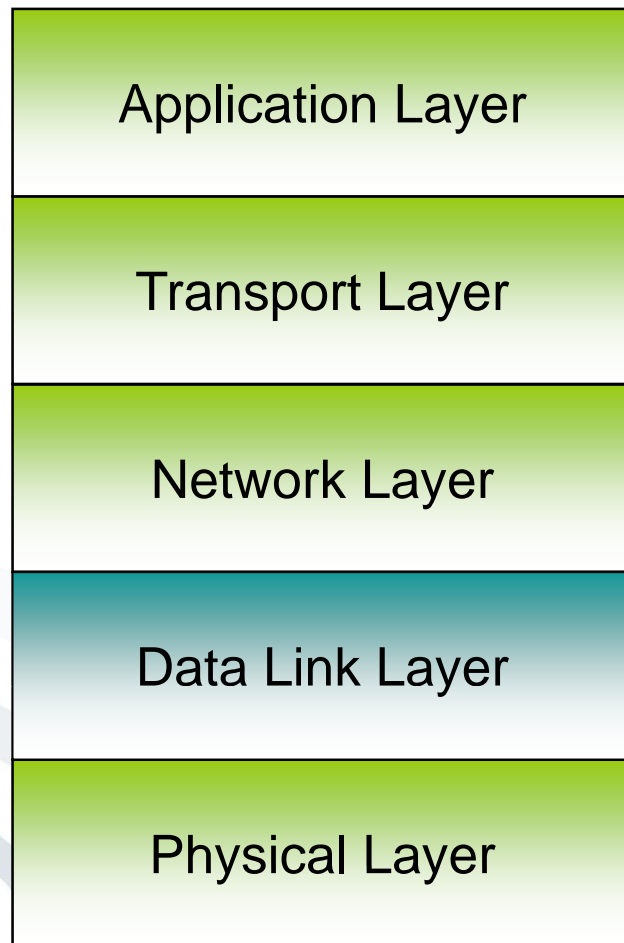 Application Layer
Transport Layer
Network Layer
Data Link Layer
Physical Layer